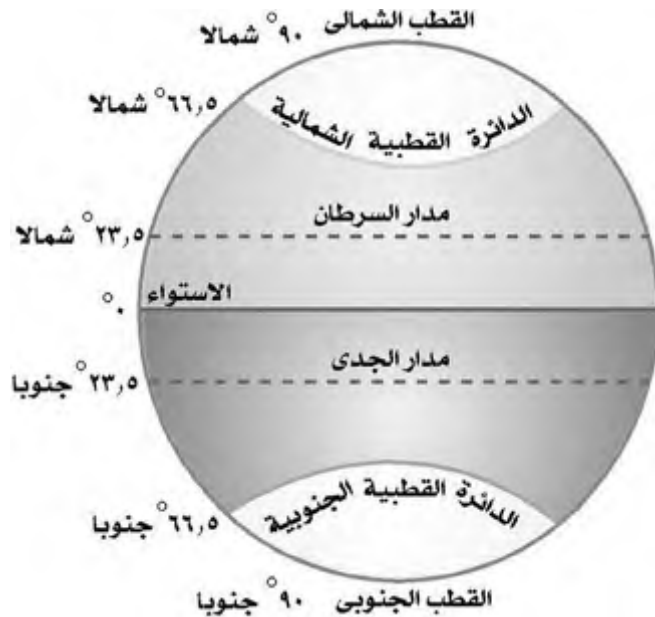 القطب الشمالى ٩٠° شمالا
٦٦,٥° شمالا
الدائرة القطبية الشمالية
مدار السرطان
٢٣,٥° شمالا
الاستواء
٠°
مدار الجدى
٢٣,٥° جنوبا
الدائرة القطبية الجنوبية
٦٦,٥° جنوبا
القطب الجنوبى ٩٠° جنوبا